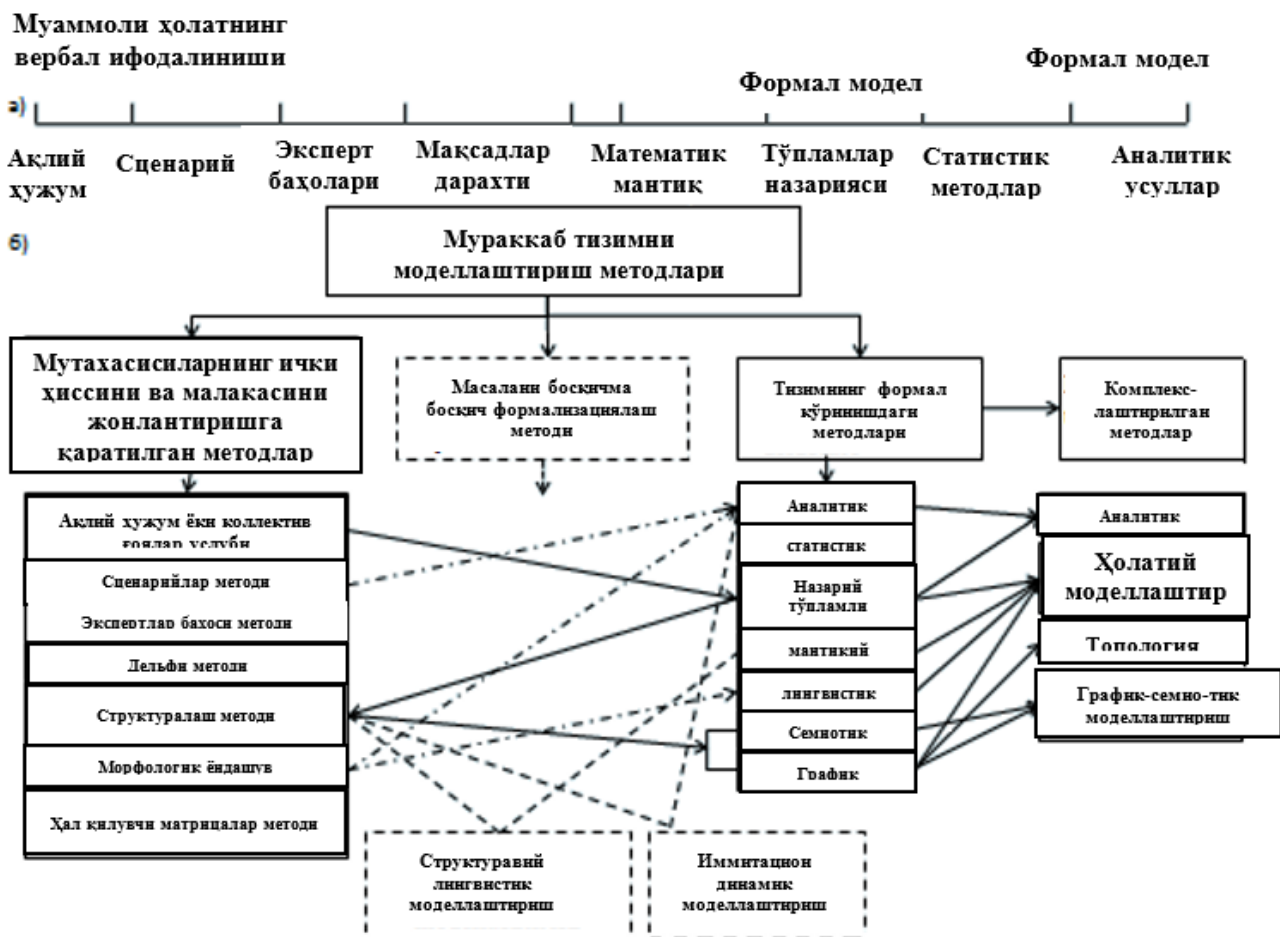 Муаммоли ҳолатнинг
вербал ифодалиниши
Формал модел
Формал модел
а)
Ақлий
ҳужум
Сценарий
Эксперт
баҳолари
Мақсадлар
дарахти
Математик
мантиқ
Тўпламлар
назарияси
Статистик
методлар
Аналитик
усуллар
б)
Мураккаб тизимни
моделлаштириш методлари
Мутахасисиларнинг ички
ҳиссини ва малакасини
жонлантиришга
қаратилган методлар
Масалани босқичма
босқич формализациялаш
методи
Тизимнинг формал
кўринишдаги
методлари
Комплекс-
лаштирилган
методлар
Ақлий ҳужум ёки коллектив
ғоялар услуби
Сценарийлар методи
Экспертлар баҳоси методи
Дельфи методи
Структуралаш методи
Морфологик ёндашув
Ҳал қилувчи матрицалар методи
Аналитик
статистик
Назарий
тўпламли
мантиқий
лингвистик
Семиотик
График
Аналитик
Ҳолатий
моделлаштир
Топология
График-семио-тик
моделлаштириш
Структуравий
лингвистик
моделлаштириш
Иммитацион
динамик
моделлаштириш